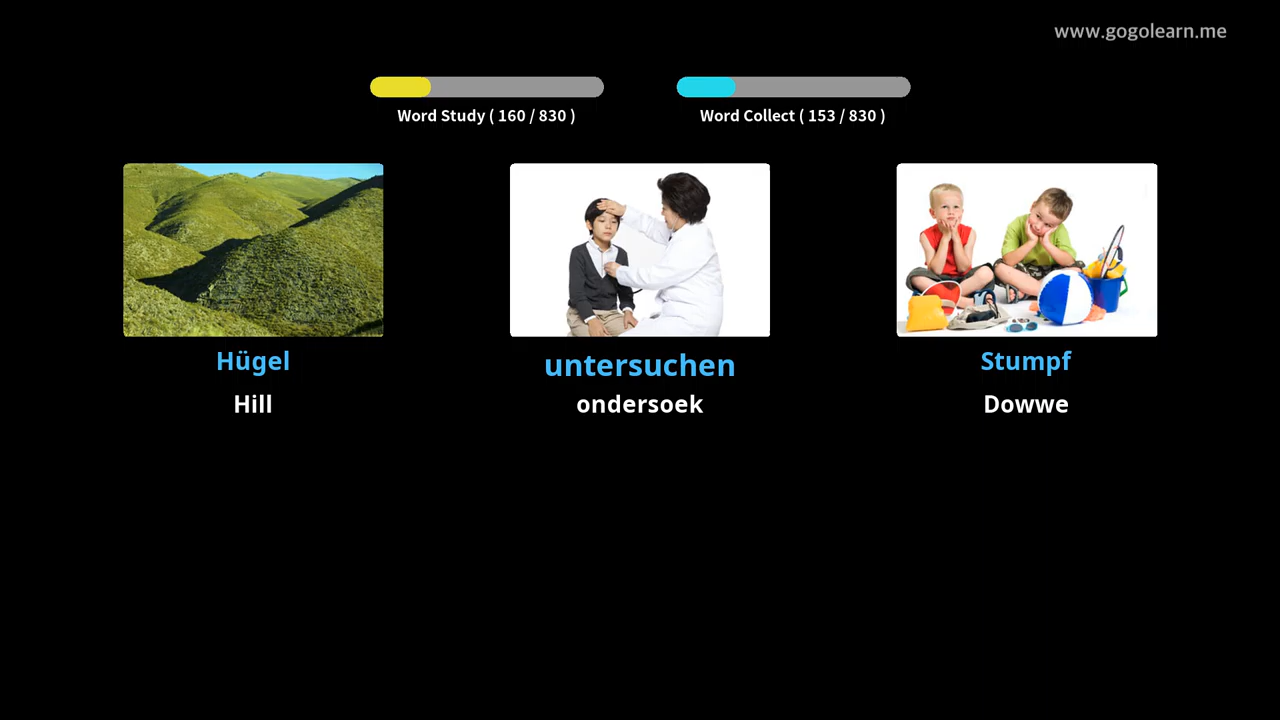 www.gogolearn.me
Word Study ( 160 / 830 )
Word Collect ( 153 / 830 )
Hügel
untersuchen
Stumpf
Hill
ondersoek
Dowwe